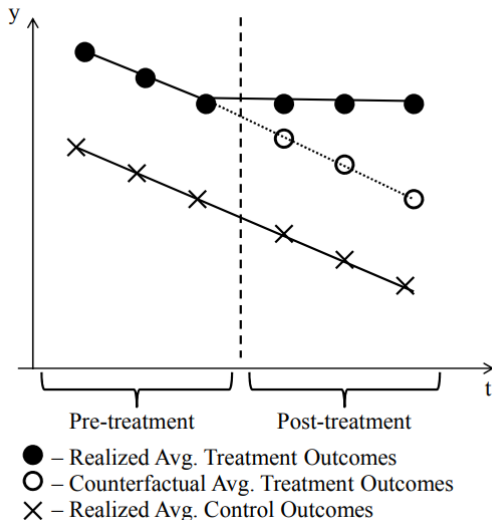 y
t
Pre-treatment
Post-treatment
– Realized Avg. Treatment Outcomes
– Counterfactual Avg. Treatment Outcomes
– Realized Avg. Control Outcomes